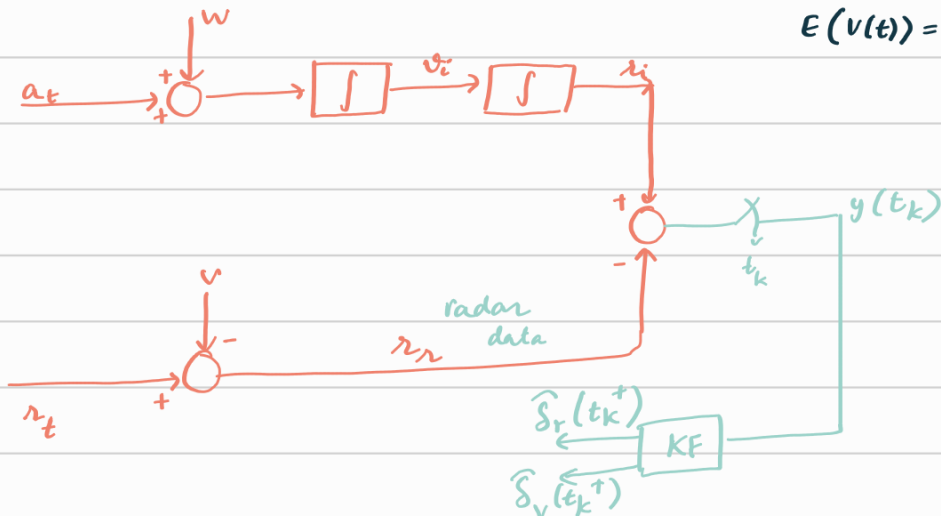 w
E(v(t)) =
a_t
+
+
∫
v_i
∫
r_i
+
y(t_k)
t_k
-
v
-
radar
data
r_r
+
r_t
δ̂_r(t_k^+)
KF
δ̂_v(t_k^+)